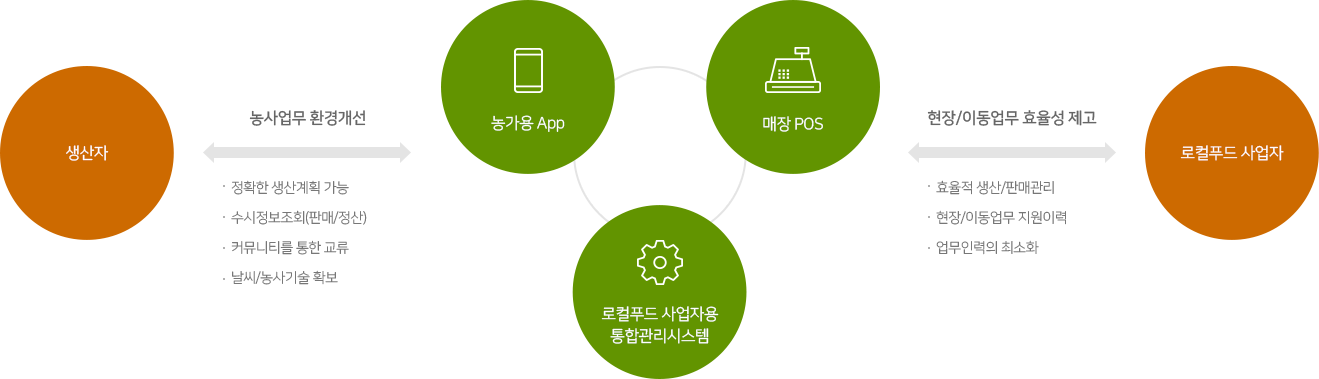 생산자
농사업무 환경개선
· 정확한 생산계획 가능
· 수시정보조회(판매/정산)
· 커뮤니티를 통한 교류
· 날씨/농사기술 확보
농가용 App
매장 POS
로컬푸드 사업자용
통합관리시스템
현장/이동업무 효율성 제고
· 효율적 생산/판매관리
· 현장/이동업무 지원이력
· 업무인력의 최소화
로컬푸드 사업자